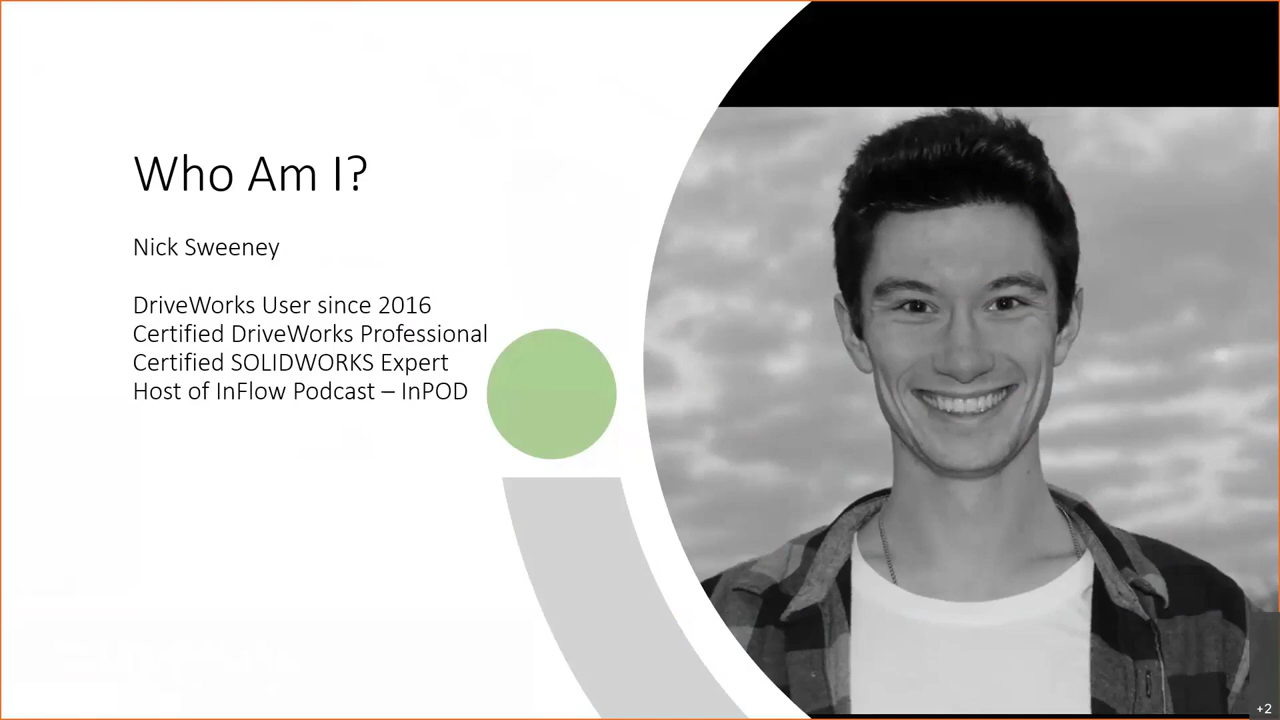 Who Am I?
Nick Sweeney
DriveWorks User since 2016
Certified DriveWorks Professional
Certified SOLIDWORKS Expert
Host of InFlow Podcast – InPOD
+2